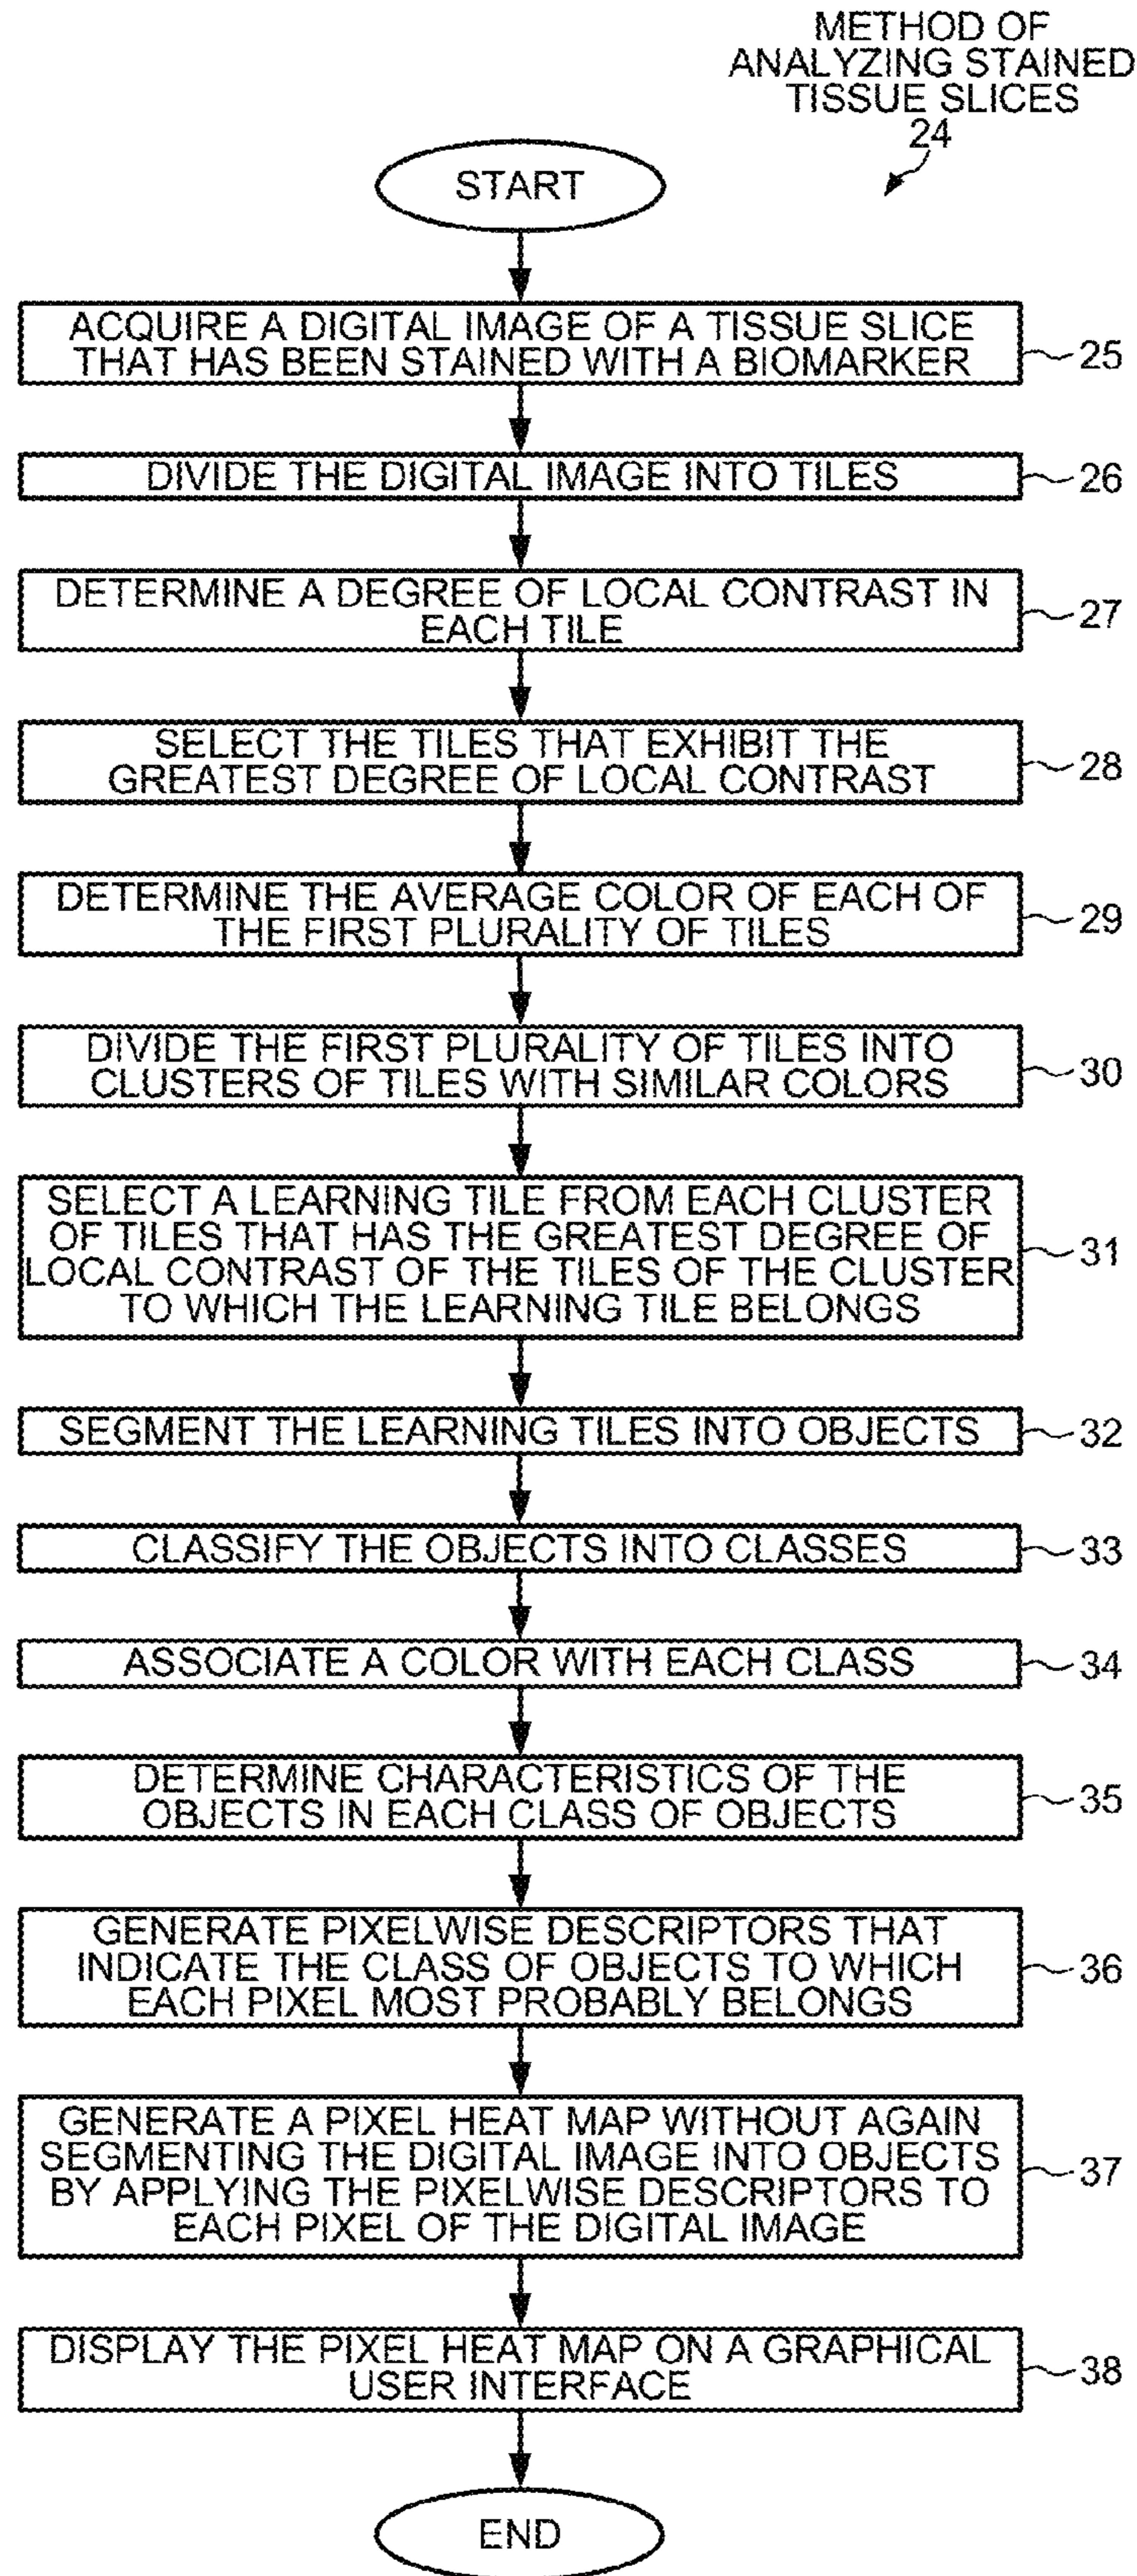 METHOD OF
ANALYZING STAINED
TISSUE SLICES
24
START
ACQUIRE A DIGITAL IMAGE OF A TISSUE SLICE
THAT HAS BEEN STAINED WITH A BIOMARKER
25
DIVIDE THE DIGITAL IMAGE INTO TILES
26
DETERMINE A DEGREE OF LOCAL CONTRAST IN
EACH TILE
27
SELECT THE TILES THAT EXHIBIT THE
GREATEST DEGREE OF LOCAL CONTRAST
28
DETERMINE THE AVERAGE COLOR OF EACH OF
THE FIRST PLURALITY OF TILES
29
DIVIDE THE FIRST PLURALITY OF TILES INTO
CLUSTERS OF TILES WITH SIMILAR COLORS
30
SELECT A LEARNING TILE FROM EACH CLUSTER
OF TILES THAT HAS THE GREATEST DEGREE OF
LOCAL CONTRAST OF THE TILES OF THE CLUSTER
TO WHICH THE LEARNING TILE BELONGS
31
SEGMENT THE LEARNING TILES INTO OBJECTS
32
CLASSIFY THE OBJECTS INTO CLASSES
33
ASSOCIATE A COLOR WITH EACH CLASS
34
DETERMINE CHARACTERISTICS OF THE
OBJECTS IN EACH CLASS OF OBJECTS
35
GENERATE PIXELWISE DESCRIPTORS THAT
INDICATE THE CLASS OF OBJECTS TO WHICH
EACH PIXEL MOST PROBABLY BELONGS
36
GENERATE A PIXEL HEAT MAP WITHOUT AGAIN
SEGMENTING THE DIGITAL IMAGE INTO OBJECTS
BY APPLYING THE PIXELWISE DESCRIPTORS TO
EACH PIXEL OF THE DIGITAL IMAGE
37
DISPLAY THE PIXEL HEAT MAP ON A GRAPHICAL
USER INTERFACE
38
END